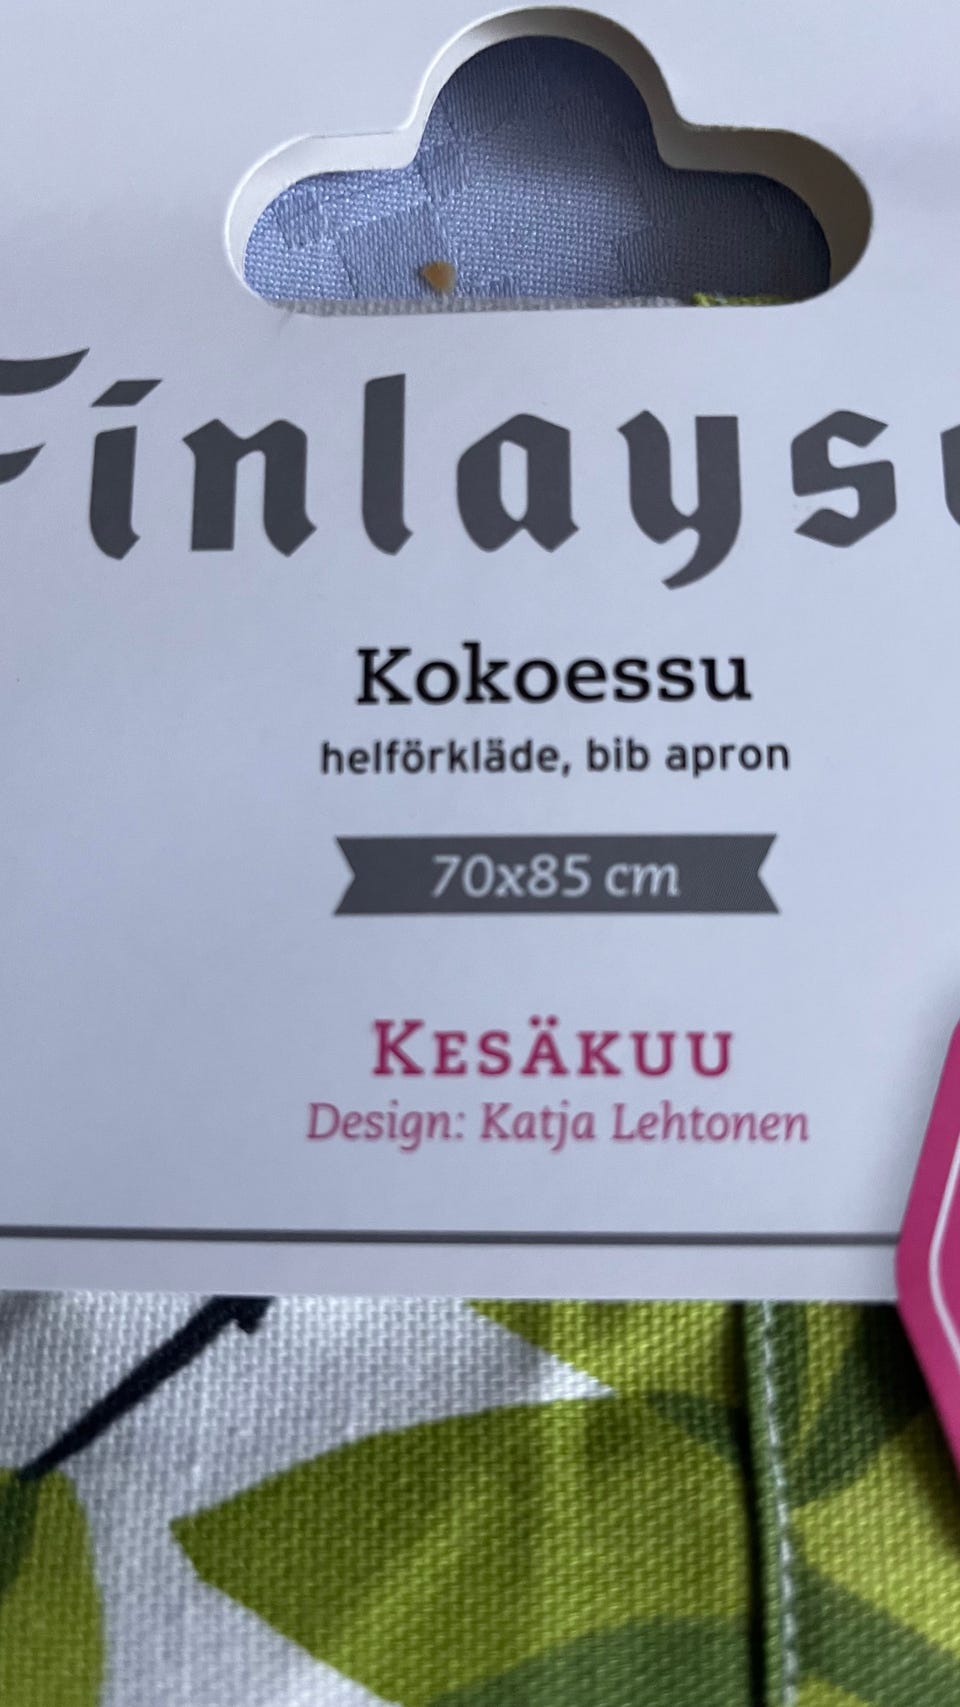 Finlays
Kokoessu
helförkläde, bib apron
70x85 cm
KESÄKUU
Design: Katja Lehtonen